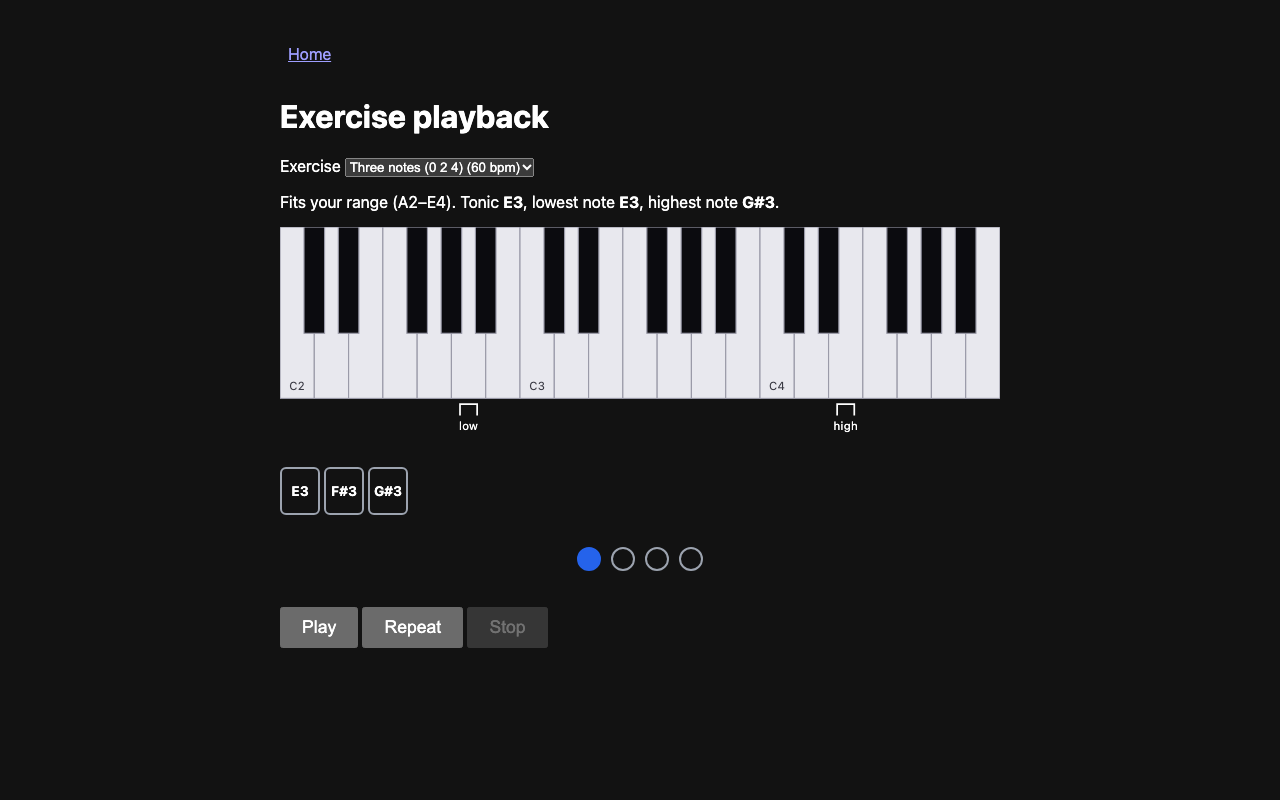 Home
Exercise playback
Exercise Three notes (0 2 4) (60 bpm)
Fits your range (A2–E4). Tonic E3, lowest note E3, highest note G#3.
C2 C3 C4
low high
E3 F#3 G#3
Play Repeat Stop